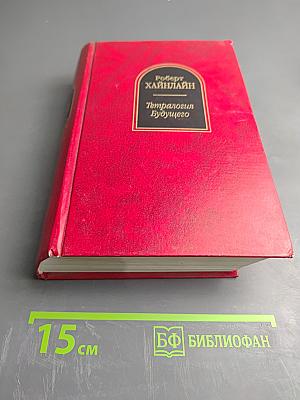 Роберт
ХАЙНЛАЙН
Тетралогия
Будущего
15 см
БФ БИБЛИОФАН